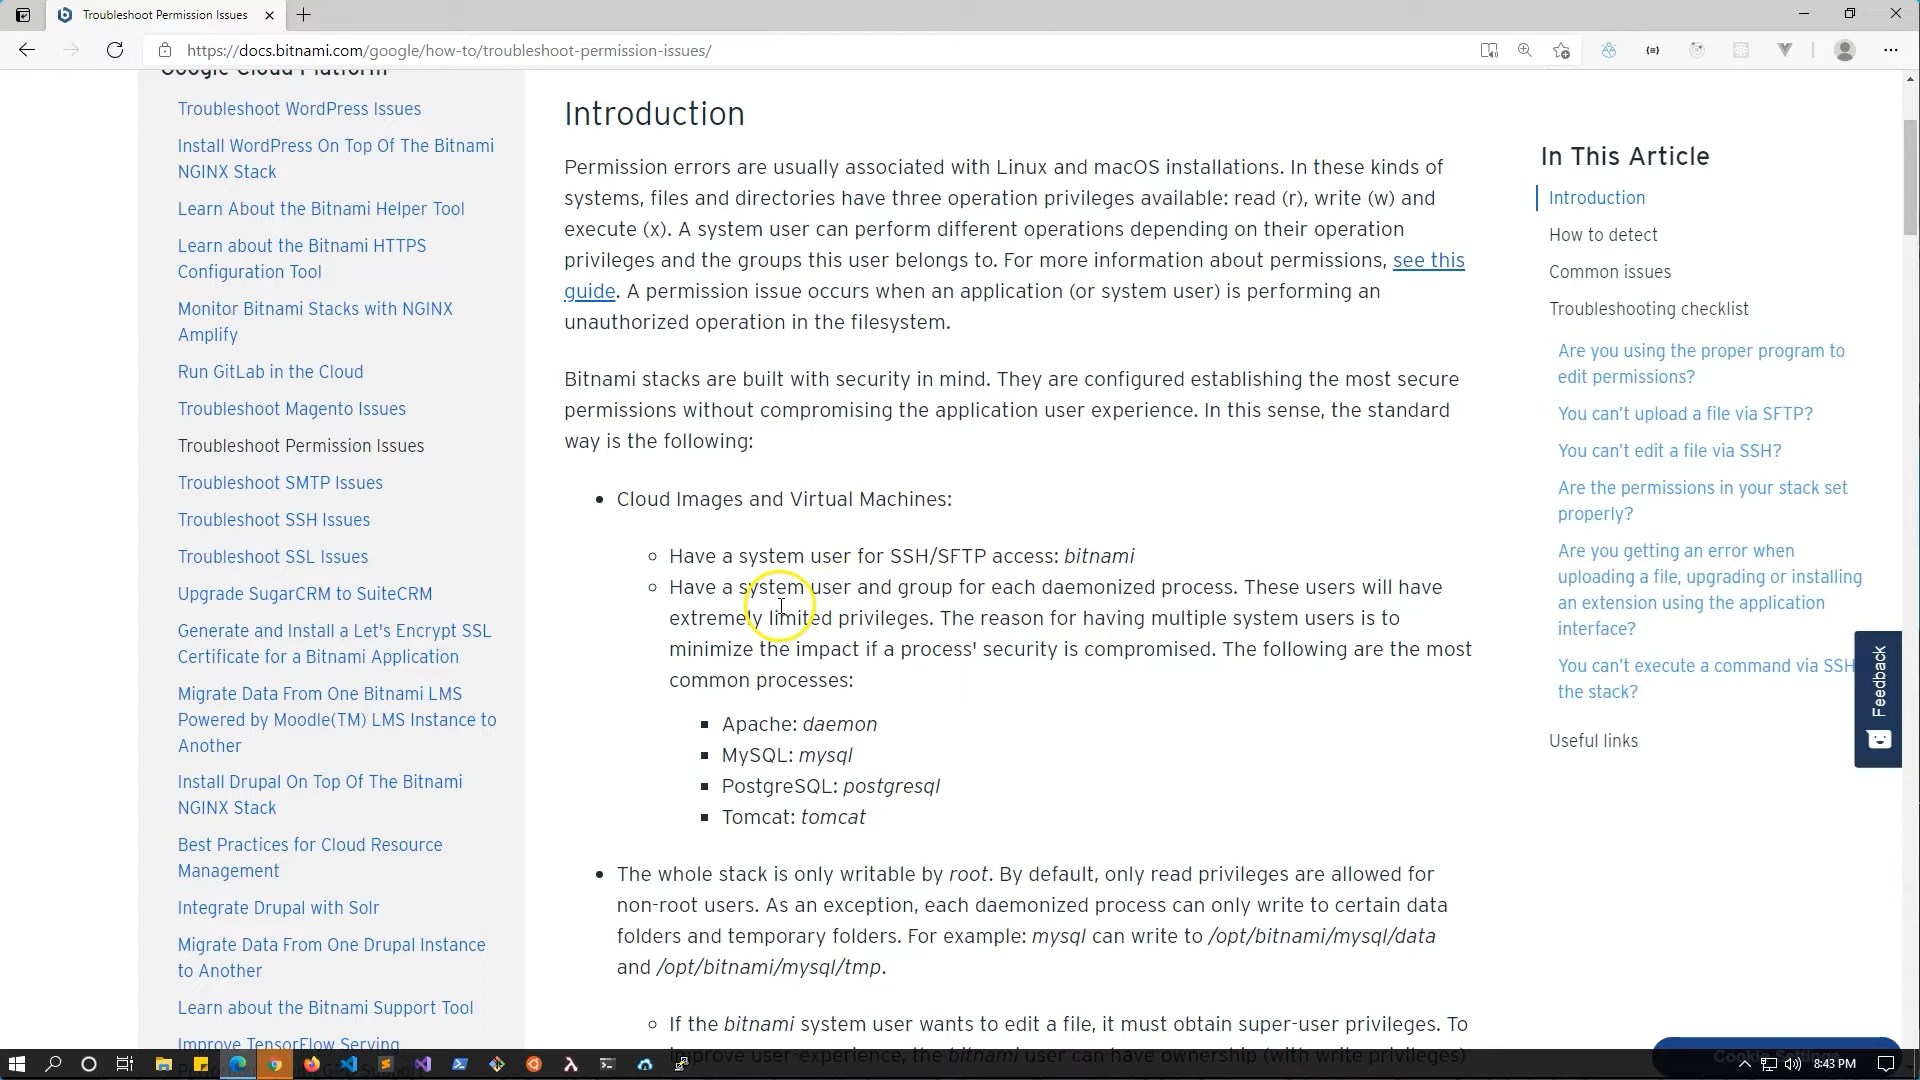 Troubleshoot Permission Issues
https://docs.bitnami.com/google/how-to/troubleshoot-permission-issues/
Google Cloud Platform
Troubleshoot WordPress Issues
Install WordPress On Top Of The Bitnami
NGINX Stack
Learn About the Bitnami Helper Tool
Learn about the Bitnami HTTPS
Configuration Tool
Monitor Bitnami Stacks with NGINX
Amplify
Run GitLab in the Cloud
Troubleshoot Magento Issues
Troubleshoot Permission Issues
Troubleshoot SMTP Issues
Troubleshoot SSH Issues
Troubleshoot SSL Issues
Upgrade SugarCRM to SuiteCRM
Generate and Install a Let's Encrypt SSL
Certificate for a Bitnami Application
Migrate Data From One Bitnami LMS
Powered by Moodle(TM) LMS Instance to
Another
Install Drupal On Top Of The Bitnami
NGINX Stack
Best Practices for Cloud Resource
Management
Integrate Drupal with Solr
Migrate Data From One Drupal Instance
to Another
Learn about the Bitnami Support Tool
Improve TensorFlow Serving
Introduction
Permission errors are usually associated with Linux and macOS installations. In these kinds of
systems, files and directories have three operation privileges available: read (r), write (w) and
execute (x). A system user can perform different operations depending on their operation
privileges and the groups this user belongs to. For more information about permissions, see this
guide. A permission issue occurs when an application (or system user) is performing an
unauthorized operation in the filesystem.
Bitnami stacks are built with security in mind. They are configured establishing the most secure
permissions without compromising the application user experience. In this sense, the standard
way is the following:
• Cloud Images and Virtual Machines:
Have a system user for SSH/SFTP access: bitnami
Have a system user and group for each daemonized process. These users will have
extremely limited privileges. The reason for having multiple system users is to
minimize the impact if a process' security is compromised. The following are the most
common processes:
Apache: daemon
MySQL: mysql
PostgreSQL: postgresql
Tomcat: tomcat
• The whole stack is only writable by root. By default, only read privileges are allowed for
non-root users. As an exception, each daemonized process can only write to certain data
folders and temporary folders. For example: mysql can write to /opt/bitnami/mysql/data
and /opt/bitnami/mysql/tmp.
If the bitnami system user wants to edit a file, it must obtain super-user privileges. To
improve user-experience, the bitnami user can have ownership (with write privileges)
In This Article
Introduction
How to detect
Common issues
Troubleshooting checklist
Are you using the proper program to
edit permissions?
You can't upload a file via SFTP?
You can't edit a file via SSH?
Are the permissions in your stack set
properly?
Are you getting an error when
uploading a file, upgrading or installing
an extension using the application
interface?
You can't execute a command via SSH
the stack?
Useful links
Feedback
8:43 PM